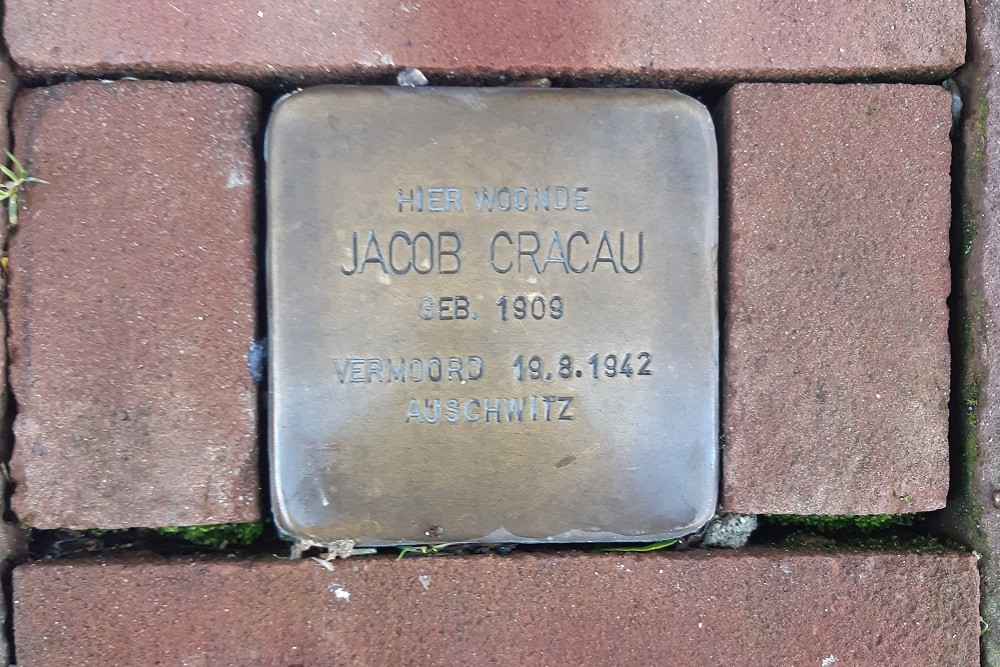 HIER WOONDE
JACOB CRACAU
GEB. 1909
VERMOORD 19.8.1942
AUSCHWITZ